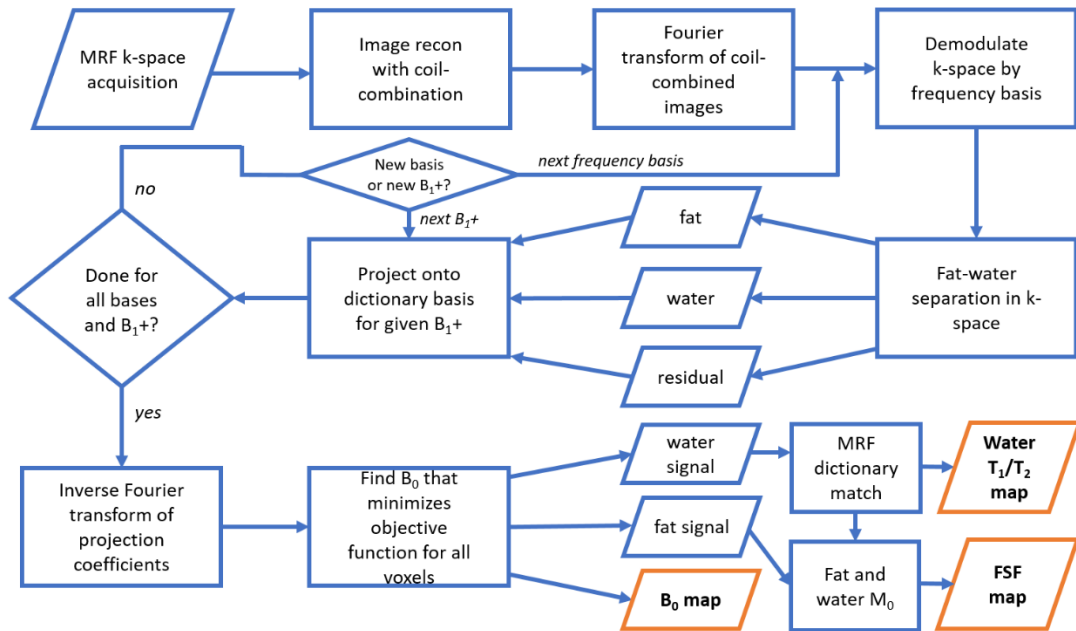 MRF k-space
acquisition
Image recon
with coil-
combination
Fourier
transform of
coil-
combined
images
Demodulate
k-space by
frequency basis
New basis
or new B₁+?
next frequency basis
no
next B₁+
Done for
all bases
and B₁+?
Project onto
dictionary basis
for given B₁+
fat
water
residual
Fat-water
separation in k-
space
yes
Inverse Fourier
transform of
projection
coefficients
Find B₀ that
minimizes
objective
function for all
voxels
water
signal
fat signal
B₀ map
MRF
dictionary
match
Water
T₁/T₂
map
Fat and
water M₀
FSF
map